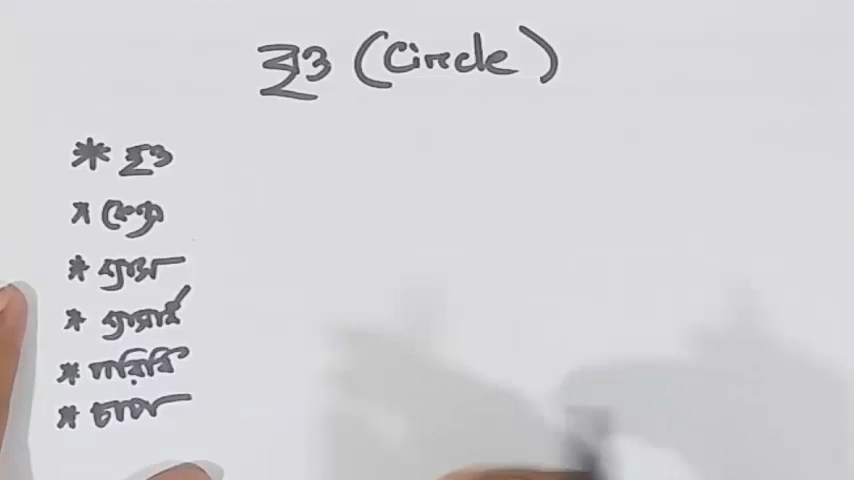 বৃত্ত (Circle)
* বৃত্ত
* কেন্দ্র
* ব্যাস
* ব্যাসার্ধ
* পরিধি
* চাপ